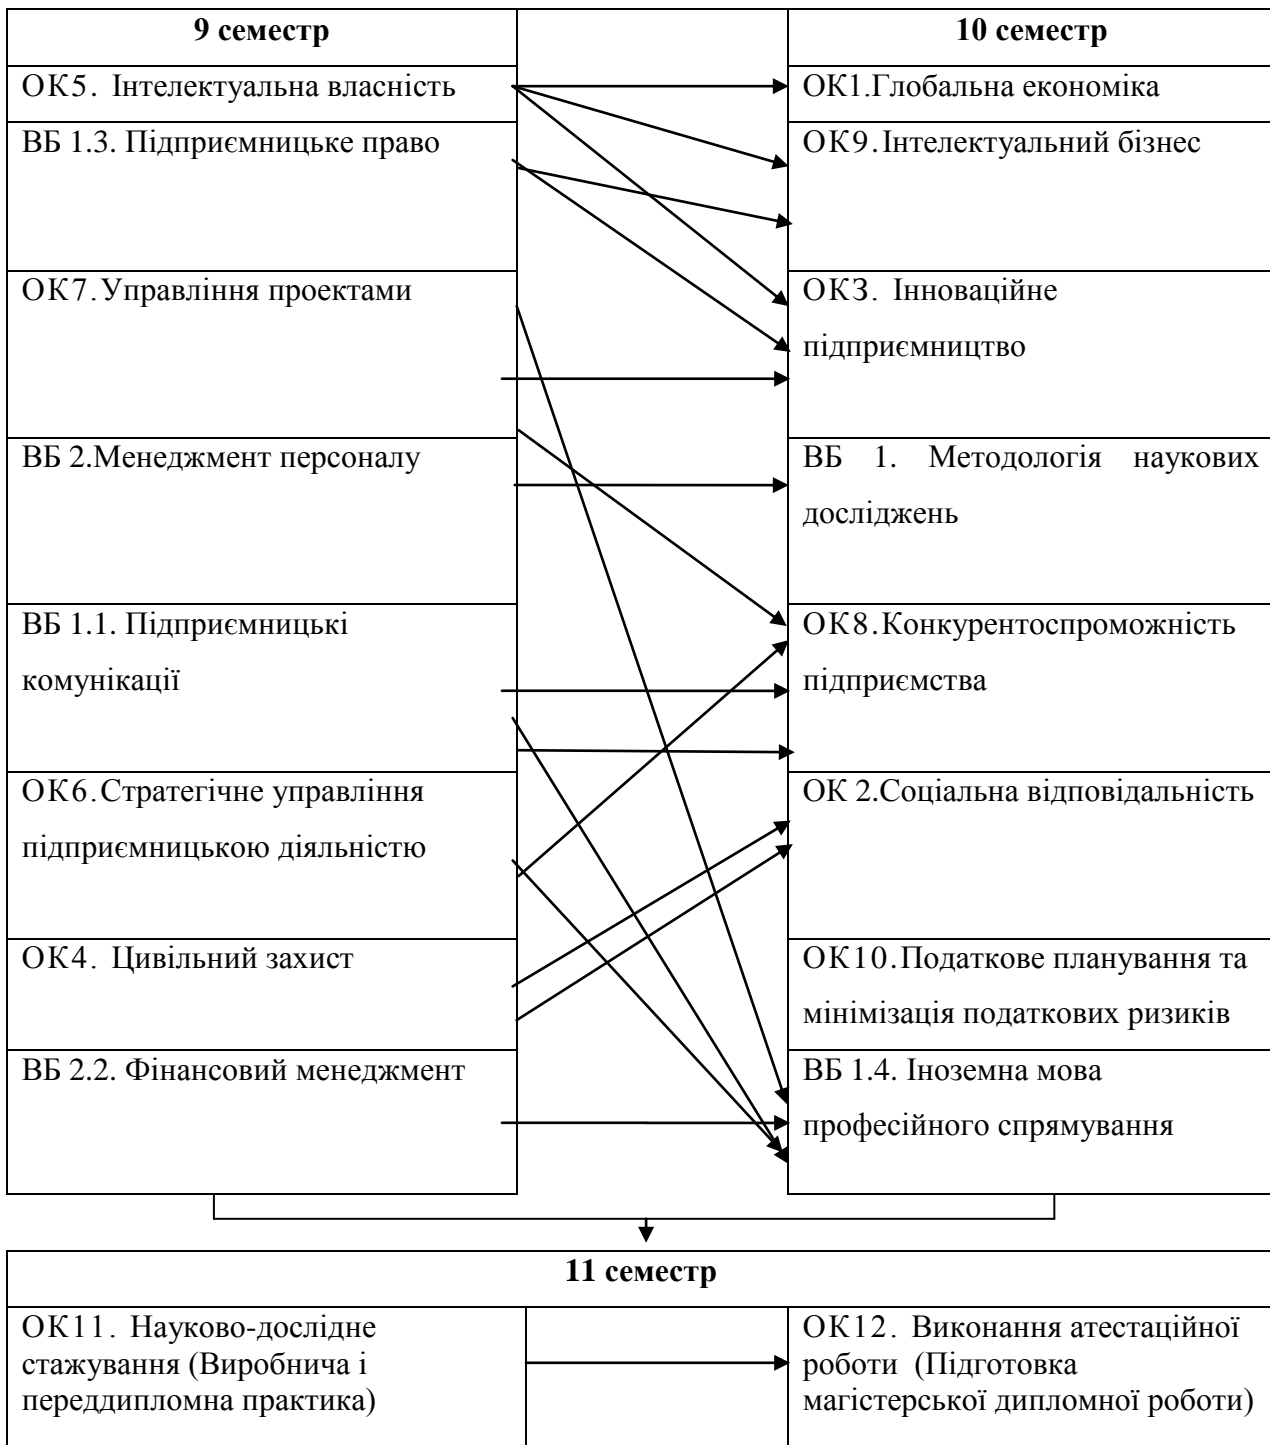 9 семестр
10 семестр
ОК5. Інтелектуальна власність
ОК1.Глобальна економіка
ВБ 1.3. Підприємницьке право
ОК9.Інтелектуальний бізнес
ОК7.Управління проектами
ОК3. Інноваційне
підприємництво
ВБ 2.Менеджмент персоналу
ВБ 1. Методологія наукових
досліджень
ВБ 1.1. Підприємницькі
комунікації
ОК8.Конкурентоспроможність
підприємства
ОК6.Стратегічне управління
підприємницькою діяльністю
ОК 2.Соціальна відповідальність
ОК4. Цивільний захист
ОК10.Податкове планування та
мінімізація податкових ризиків
ВБ 2.2. Фінансовий менеджмент
ВБ 1.4. Іноземна мова
професійного спрямування
11 семестр
ОК11. Науково-дослідне
стажування (Виробнича і
переддипломна практика)
ОК12. Виконання атестаційної
роботи (Підготовка
магістерської дипломної роботи)